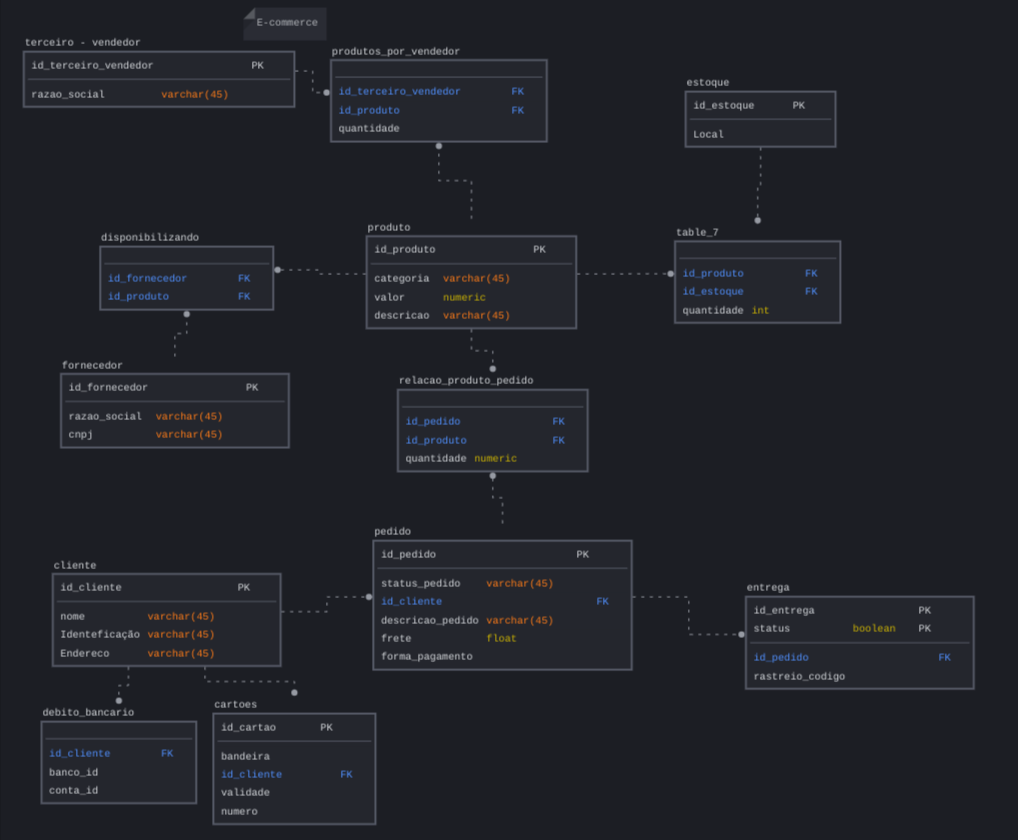 E-commerce
terceiro - vendedor
id_terceiro_vendedor PK
razao_social varchar(45)
produtos_por_vendedor
id_terceiro_vendedor FK
id_produto FK
quantidade
estoque
id_estoque PK
Local
disponibilizando
id_fornecedor FK
id_produto FK
produto
id_produto PK
categoria varchar(45)
valor numeric
descricao varchar(45)
table_7
id_produto FK
id_estoque FK
quantidade int
fornecedor
id_fornecedor PK
razao_social varchar(45)
cnpj varchar(45)
relacao_produto_pedido
id_pedido FK
id_produto FK
quantidade numeric
cliente
id_cliente PK
nome varchar(45)
Identeficação varchar(45)
Endereco varchar(45)
pedido
id_pedido PK
status_pedido varchar(45)
id_cliente FK
descricao_pedido varchar(45)
frete float
forma_pagamento
entrega
id_entrega PK
status boolean PK
id_pedido FK
rastreio_codigo
debito_bancario
id_cliente FK
banco_id
conta_id
cartoes
id_cartao PK
bandeira
id_cliente FK
validade
numero